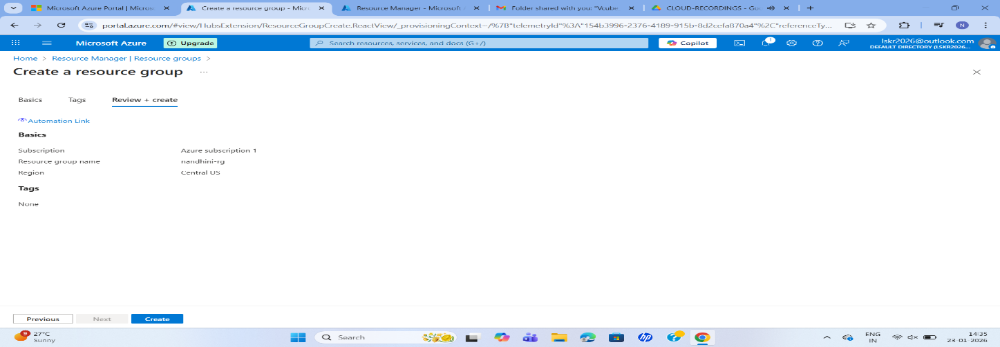 Microsoft Azure Portal | Micros
Create a resource group - Micr
Resource Manager - Microsoft A
Folder shared with you: "Vcube
CLOUD-RECORDINGS - Goo
portal.azure.com/#view/HubsExtension/ResourceGroupCreate.ReactView/_provisioningContext~/%7B"telemetryId"%3A"154b3996-2376-4189-915b-8d2cefa870a4"%2C"referenceTy...
N
Microsoft Azure
Upgrade
Search resources, services, and docs (G+/)
Copilot
1
lskr2026@outlook.com
DEFAULT DIRECTORY (LSKR2026...
Home > Resource Manager | Resource groups >
Create a resource group ...
Basics Tags Review + create
Automation Link
Basics
Subscription Azure subscription 1
Resource group name nandhini-rg
Region Central US
Tags
None
Previous Next Create
9
27°C
Sunny
Search
hp
ENG
IN
14:35
23-01-2026